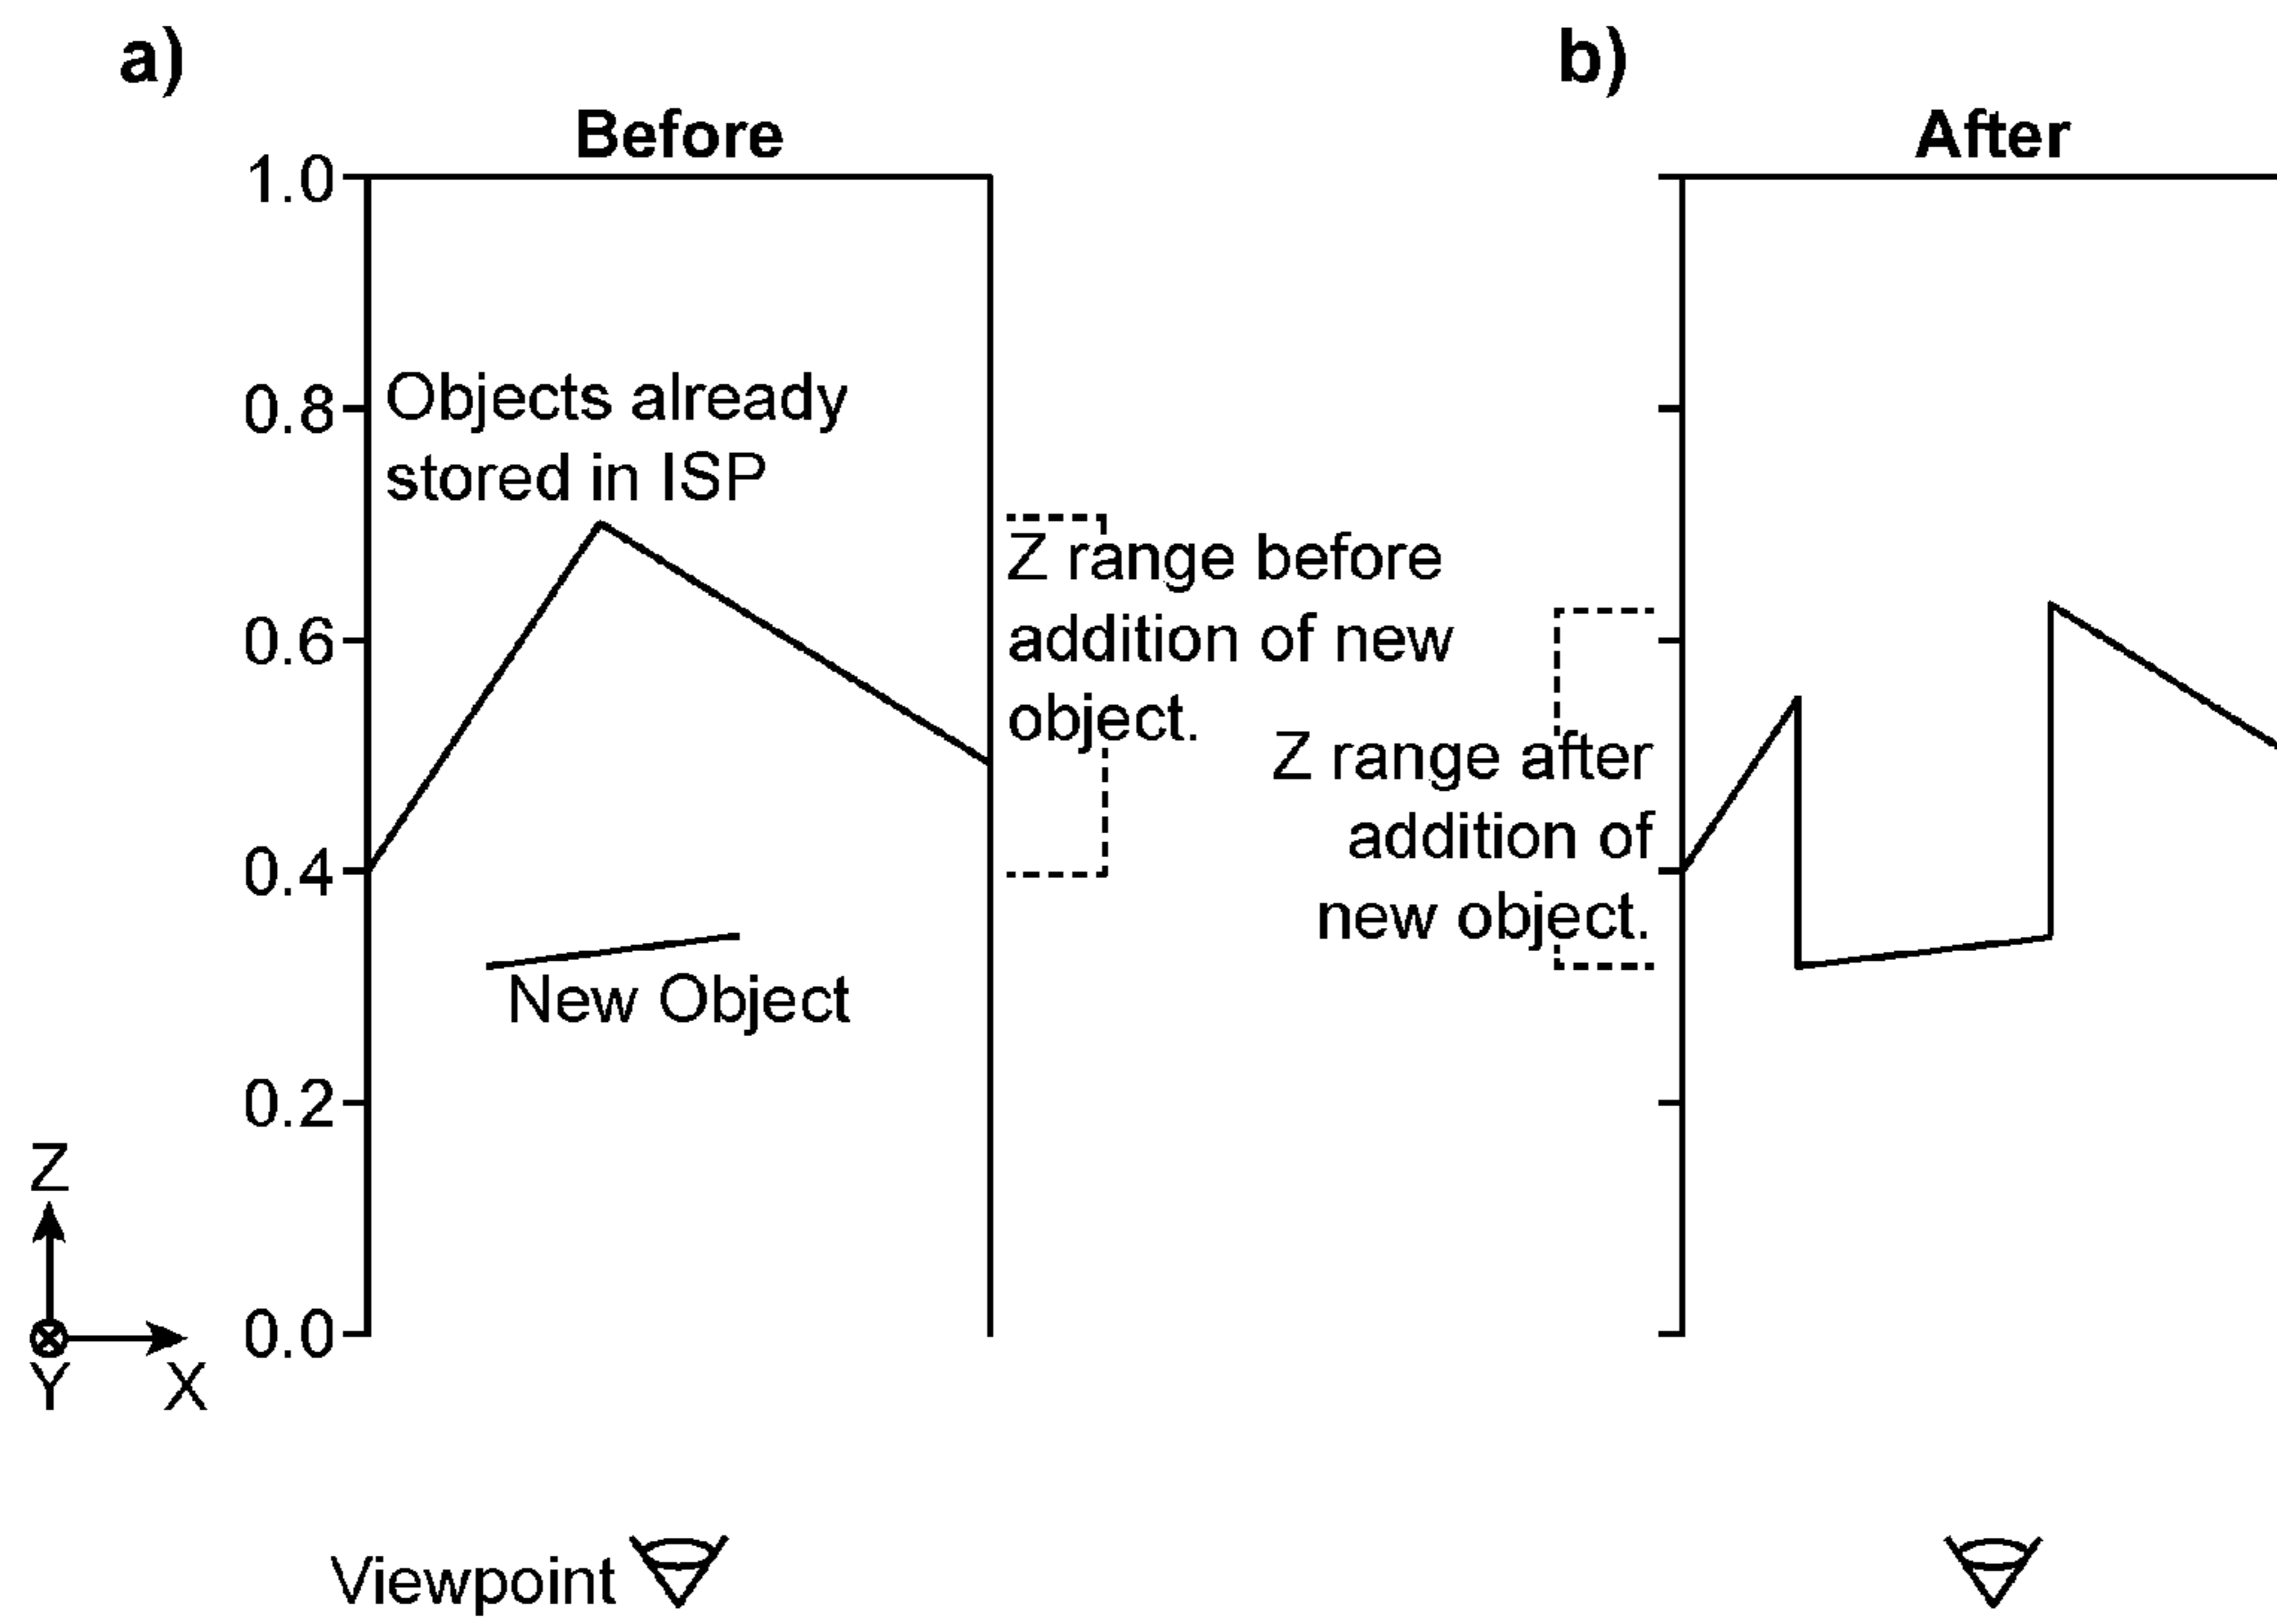 a)
Before
1.0
0.8
0.6
0.4
0.2
0.0
Objects already
stored in ISP
New Object
Z range before
addition of new
object.
Z
Y
X
Viewpoint
b)
After
Z range after
addition of
new object.